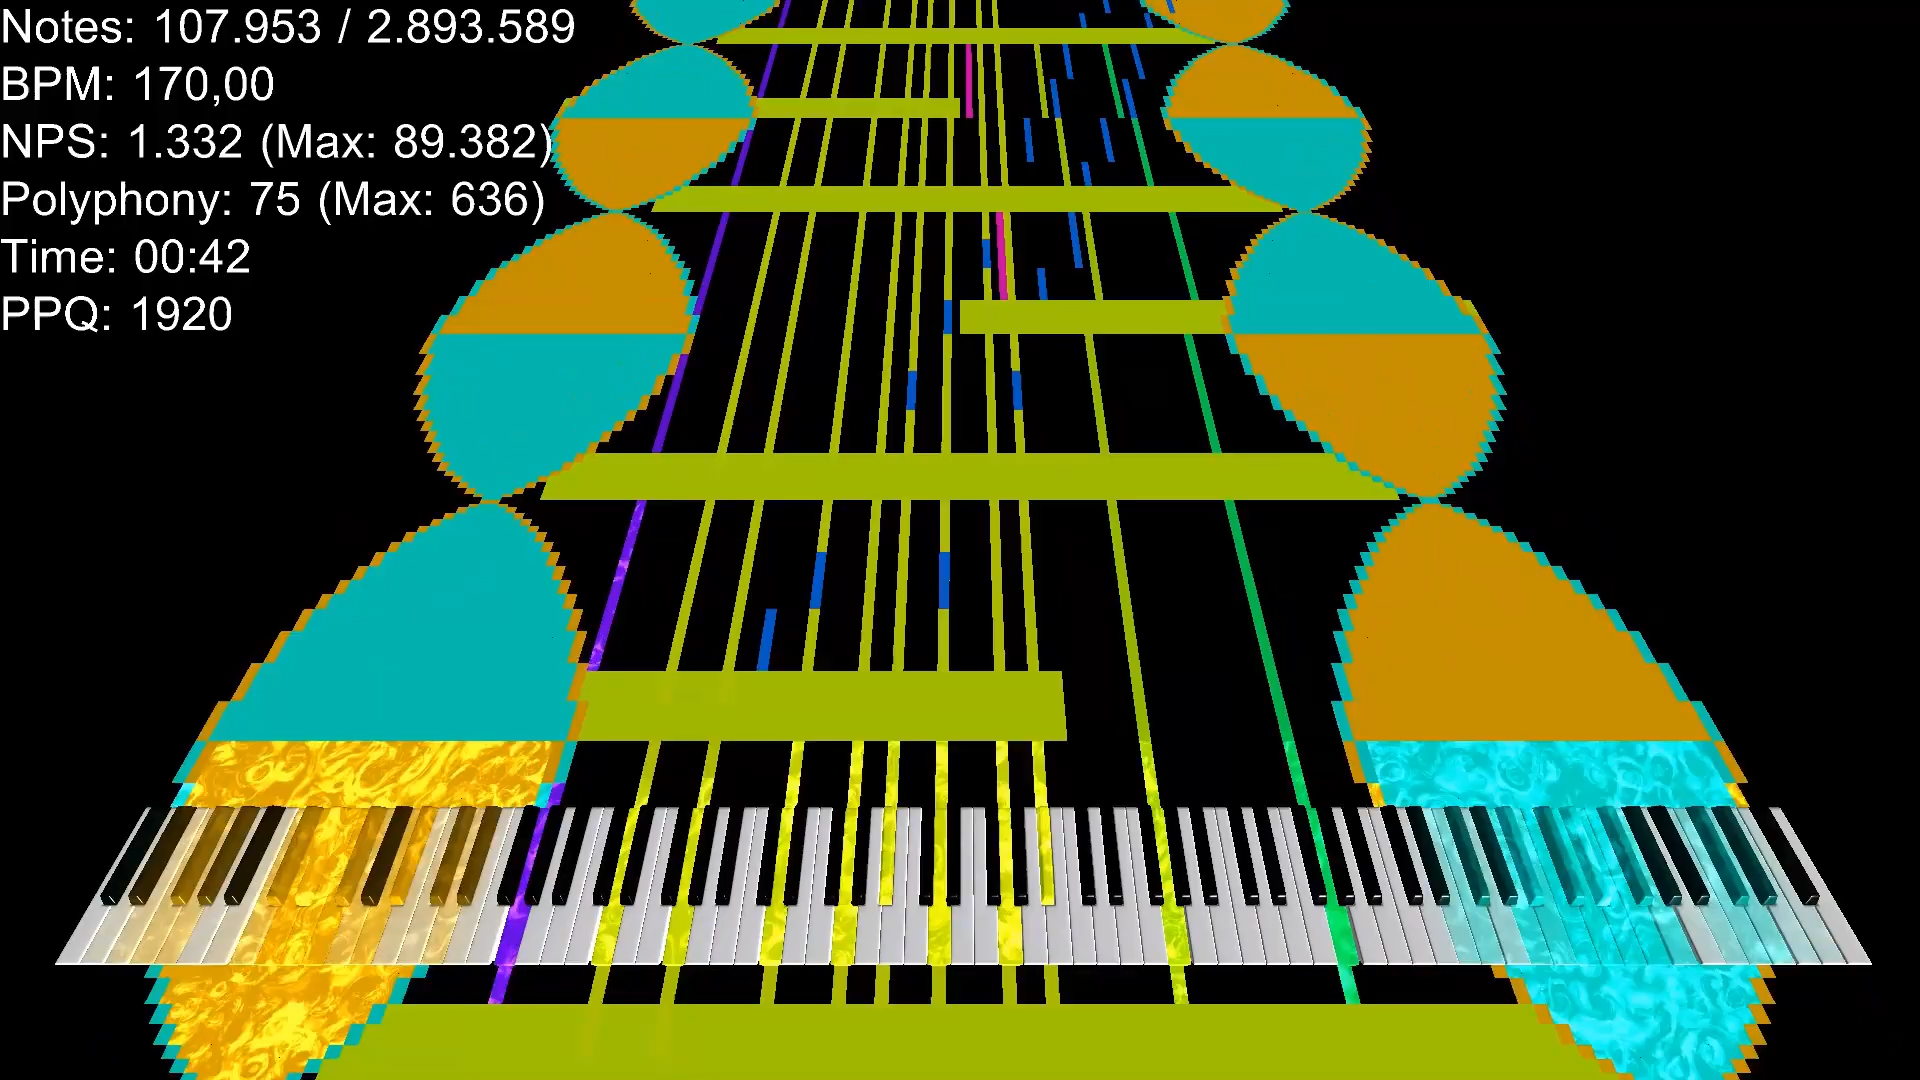 Notes: 107.953 / 2.893.589
BPM: 170,00
NPS: 1.332 (Max: 89.382)
Polyphony: 75 (Max: 636)
Time: 00:42
PPQ: 1920